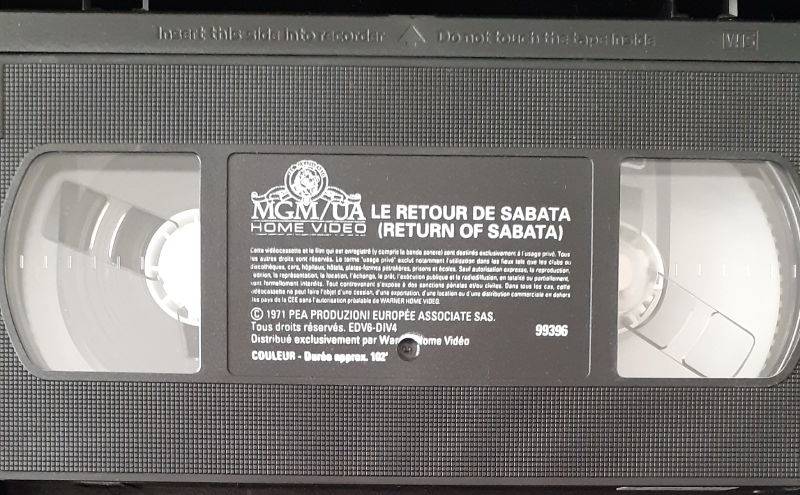 Insert this side into recorder Do not touch the tape inside VHS
MGM/UA
HOME VIDEO
LE RETOUR DE SABATA
(RETURN OF SABATA)
Cette vidéocassette et le film qui est enregistré (y compris la bande sonore) sont destinés exclusivement à l'usage privé. Tous
les autres droits sont réservés. Le terme "usage privé" exclut notamment l'utilisation dans des lieux tels que les clubs ou
discothèques, cars, hôpitaux, hôtels, plates-formes pétrolières, prisons et écoles. Sauf autorisation expresse, la reproduction,
la représentation, la location, l'échange, le prêt, l'exécution publique et la radiodiffusion, en totalité ou partiellement,
sont formellement interdits. Tout contrevenant s'expose à des sanctions pénales et/ou civiles. Dans tous les cas, cette
vidéocassette ne peut faire l'objet d'une cession, d'une exportation, d'une location ou d'une distribution commerciale en dehors
les pays de la CEE sans l'autorisation préalable de WARNER HOME VIDEO.
© 1971 PEA PRODUZIONI EUROPÉE ASSOCIATE SAS.
Tous droits réservés. EDV6-DIV4 99396
Distribué exclusivement par Warner Home Vidéo
COULEUR - Durée approx. 102'